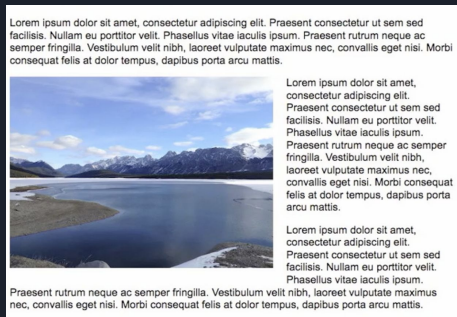 Lorem ipsum dolor sit amet, consectetur adipiscing elit. Praesent consectetur ut sem sed
facilisis. Nullam eu porttitor velit. Phasellus vitae iaculis ipsum. Praesent rutrum neque ac
semper fringilla. Vestibulum velit nibh, laoreet vulputate maximus nec, convallis eget nisi. Morbi
consequat felis at dolor tempus, dapibus porta arcu mattis.
Lorem ipsum dolor sit amet,
consectetur adipiscing elit.
Praesent consectetur ut sem sed
facilisis. Nullam eu porttitor velit.
Phasellus vitae iaculis ipsum.
Praesent rutrum neque ac semper
fringilla. Vestibulum velit nibh,
laoreet vulputate maximus nec,
convallis eget nisi. Morbi consequat
felis at dolor tempus, dapibus porta
arcu mattis.
Lorem ipsum dolor sit amet,
consectetur adipiscing elit.
Praesent consectetur ut sem sed
facilisis. Nullam eu porttitor velit.
Phasellus vitae iaculis ipsum.
Praesent rutrum neque ac semper fringilla. Vestibulum velit nibh, laoreet vulputate maximus
nec, convallis eget nisi. Morbi consequat felis at dolor tempus, dapibus porta arcu mattis.